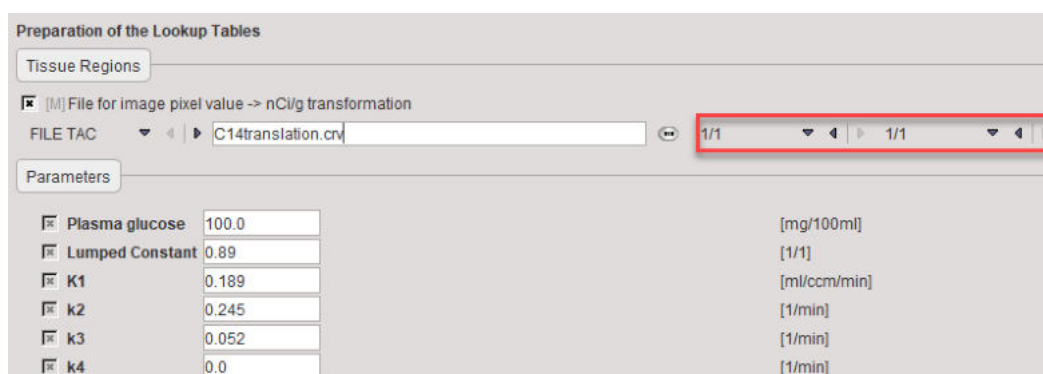 Preparation of the Lookup Tables
Tissue Regions
[M] File for image pixel value -> nCi/g transformation
FILE TAC C14translation.crv 1/1 1/1
Parameters
Plasma glucose 100.0 [mg/100ml]
Lumped Constant 0.89 [1/1]
K1 0.189 [ml/ccm/min]
k2 0.245 [1/min]
k3 0.052 [1/min]
k4 0.0 [1/min]